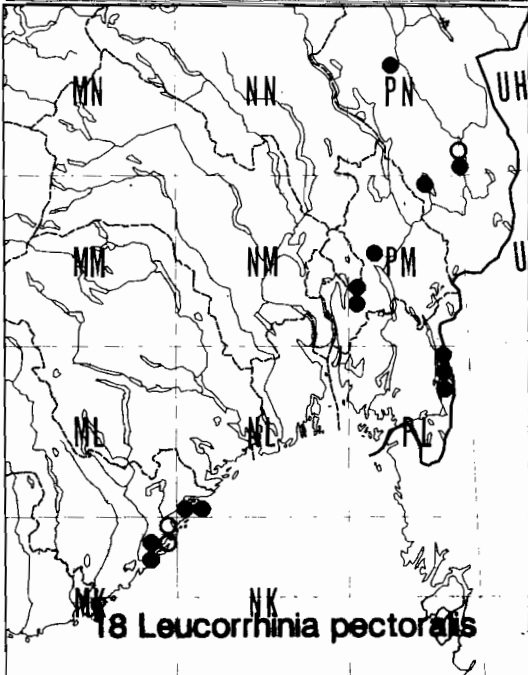 MN NN PN UH
MM NM PM U
ML NL PL
MK NK
18 Leucorrhinia pectoralis